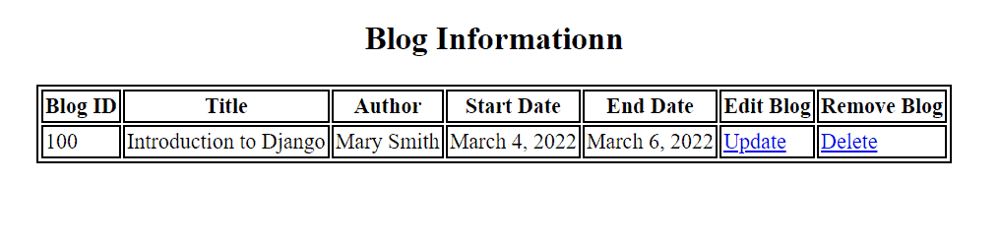 Blog Informationn
Blog ID Title Author Start Date End Date Edit Blog Remove Blog
100 Introduction to Django Mary Smith March 4, 2022 March 6, 2022 Update Delete